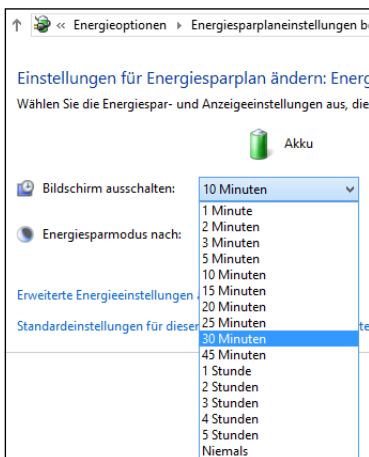 « Energieoptionen Energiesparplaneinstellungen b
Einstellungen für Energiesparplan ändern: Energ
Wählen Sie die Energiespar- und Anzeigeeinstellungen aus, die
Akku
Bildschirm ausschalten: 10 Minuten
1 Minute
2 Minuten
3 Minuten
Energiesparmodus nach:
5 Minuten
10 Minuten
15 Minuten
Erweiterte Energieeinstellungen
20 Minuten
25 Minuten
Standardeinstellungen für dieser
30 Minuten
45 Minuten
1 Stunde
2 Stunden
3 Stunden
4 Stunden
5 Stunden
Niemals